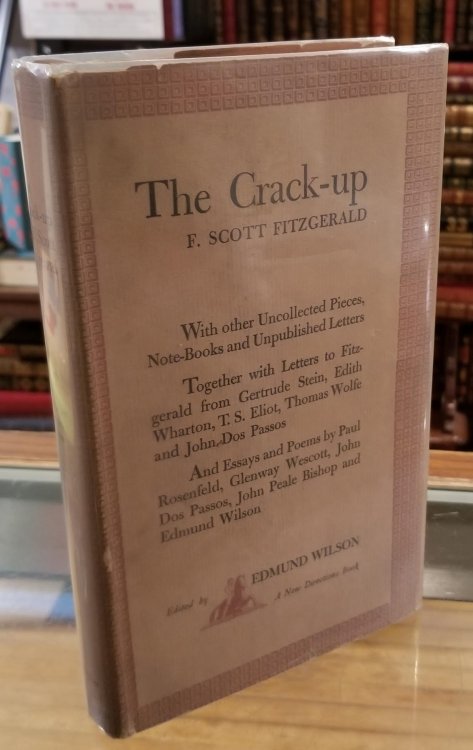 The Crack-up
F. SCOTT FITZGERALD
With other Uncollected Pieces,
Note-Books and Unpublished Letters
Together with Letters to Fitz-
gerald from Gertrude Stein, Edith
Wharton, T. S. Eliot, Thomas Wolfe
and John Dos Passos
And Essays and Poems by Paul
Rosenfeld, Glenway Wescott, John
Dos Passos, John Peale Bishop and
Edmund Wilson
Edited by EDMUND WILSON
A New Directions Book